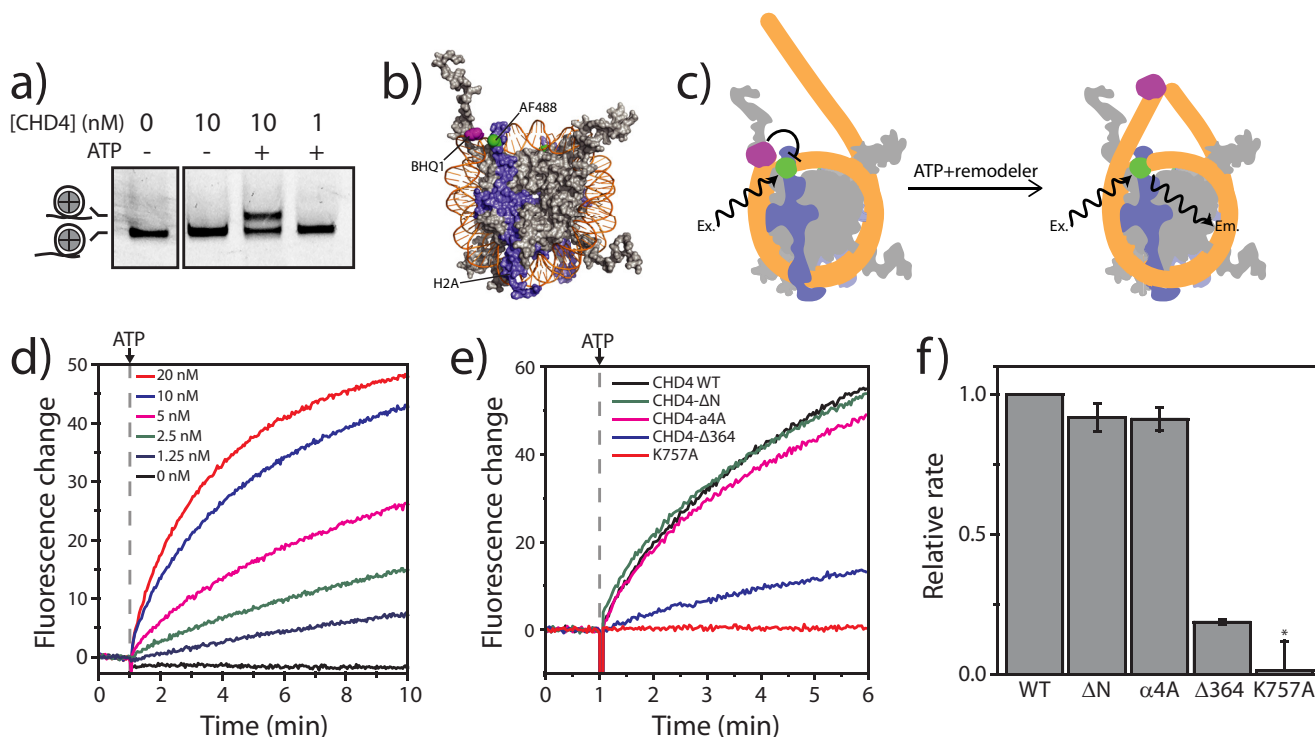 a)
[CHD4] (nM) 0 10 10 1
ATP - - + +
b)
AF488
BHQ1
H2A
c)
Ex.
ATP+remodeler
Ex.
Em.
d)
ATP
50
40
30
20
10
0
Fluorescence change
20 nM
10 nM
5 nM
2.5 nM
1.25 nM
0 nM
0 2 4 6 8 10
Time (min)
e)
ATP
60
40
20
0
Fluorescence change
CHD4 WT
CHD4-ΔN
CHD4-a4A
CHD4-Δ364
K757A
0 1 2 3 4 5 6
Time (min)
f)
1.0
0.5
0.0
Relative rate
*
WT ΔN α4A Δ364 K757A